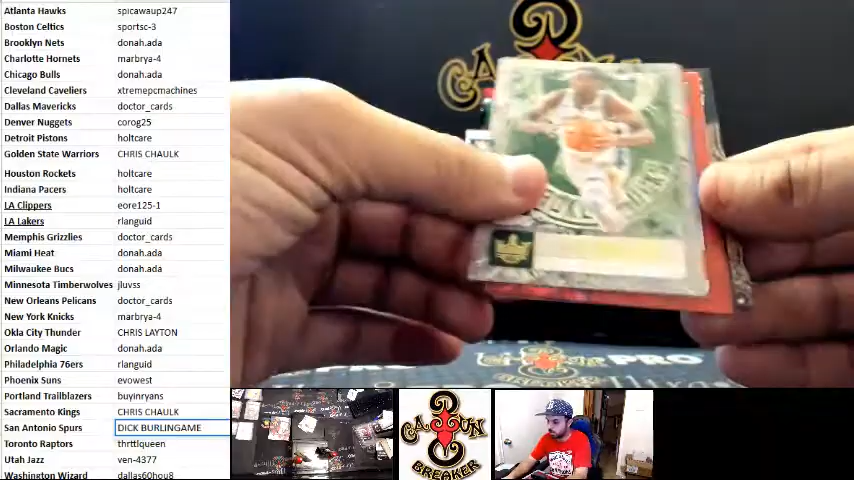 Atlanta Hawks spicawaup247
Boston Celtics sportsc-3
Brooklyn Nets donah.ada
Charlotte Hornets marbrya-4
Chicago Bulls donah.ada
Cleveland Caveliers xtremepcmachines
Dallas Mavericks doctor_cards
Denver Nuggets corog25
Detroit Pistons holtcare
Golden State Warriors CHRIS CHAULK
Houston Rockets holtcare
Indiana Pacers holtcare
LA Clippers eore125-1
LA Lakers rlanguid
Memphis Grizzlies doctor_cards
Miami Heat donah.ada
Milwaukee Bucs donah.ada
Minnesota Timberwolves jluvss
New Orleans Pelicans doctor_cards
New York Knicks marbrya-4
Okla City Thunder CHRIS LAYTON
Orlando Magic donah.ada
Philadelphia 76ers rlanguid
Phoenix Suns evowest
Portland Trailblazers buyinryans
Sacramento Kings CHRIS CHAULK
San Antonio Spurs DICK BURLINGAME
Toronto Raptors thrttlqueen
Utah Jazz ven-4377
Washington Wizard dallas60hou8
PRO
CAJUN
BREAKER